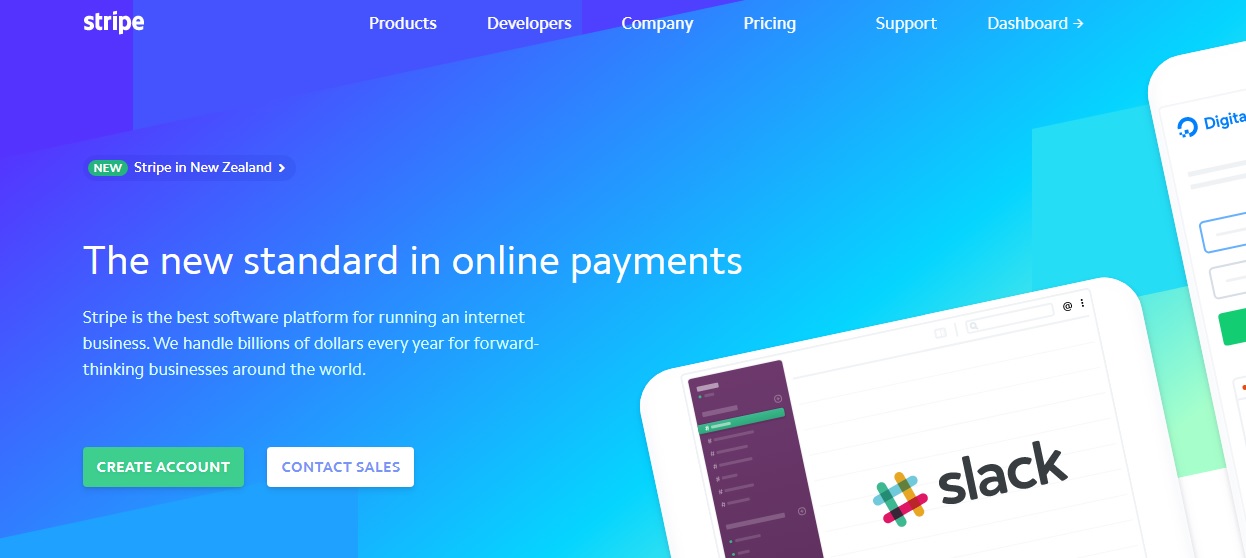 stripe
Products Developers Company Pricing Support Dashboard →
NEW Stripe in New Zealand ›
The new standard in online payments
Stripe is the best software platform for running an internet
business. We handle billions of dollars every year for forward-
thinking businesses around the world.
CREATE ACCOUNT CONTACT SALES
Digita
@
slack